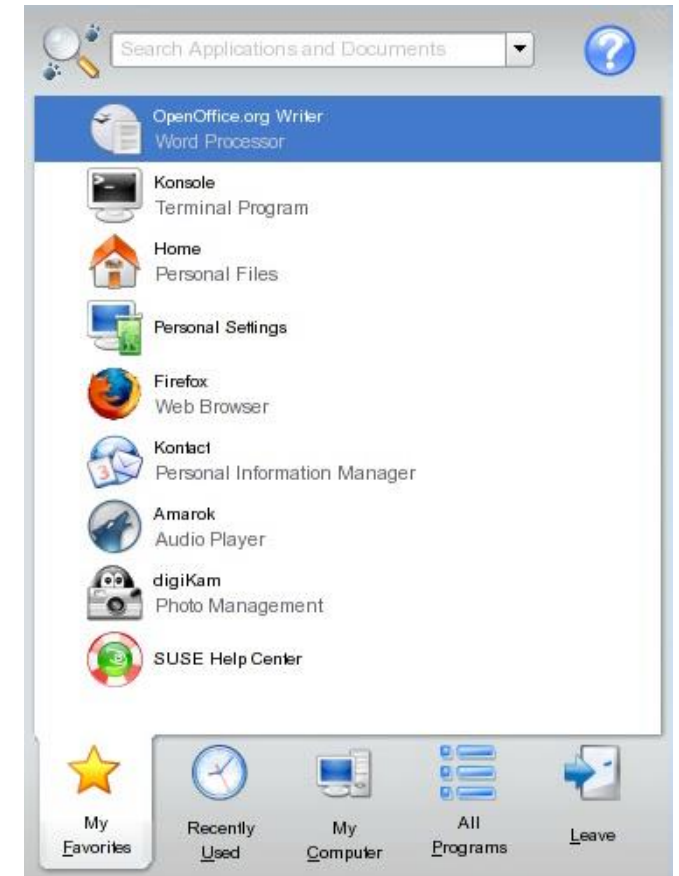 Search Applications and Documents
OpenOffice.org Writer
Word Processor
Konsole
Terminal Program
Home
Personal Files
Personal Settings
Firefox
Web Browser
Kontact
Personal Information Manager
Amarok
Audio Player
digiKam
Photo Management
SUSE Help Center
My
Favorites
Recently
Used
My
Computer
All
Programs
Leave